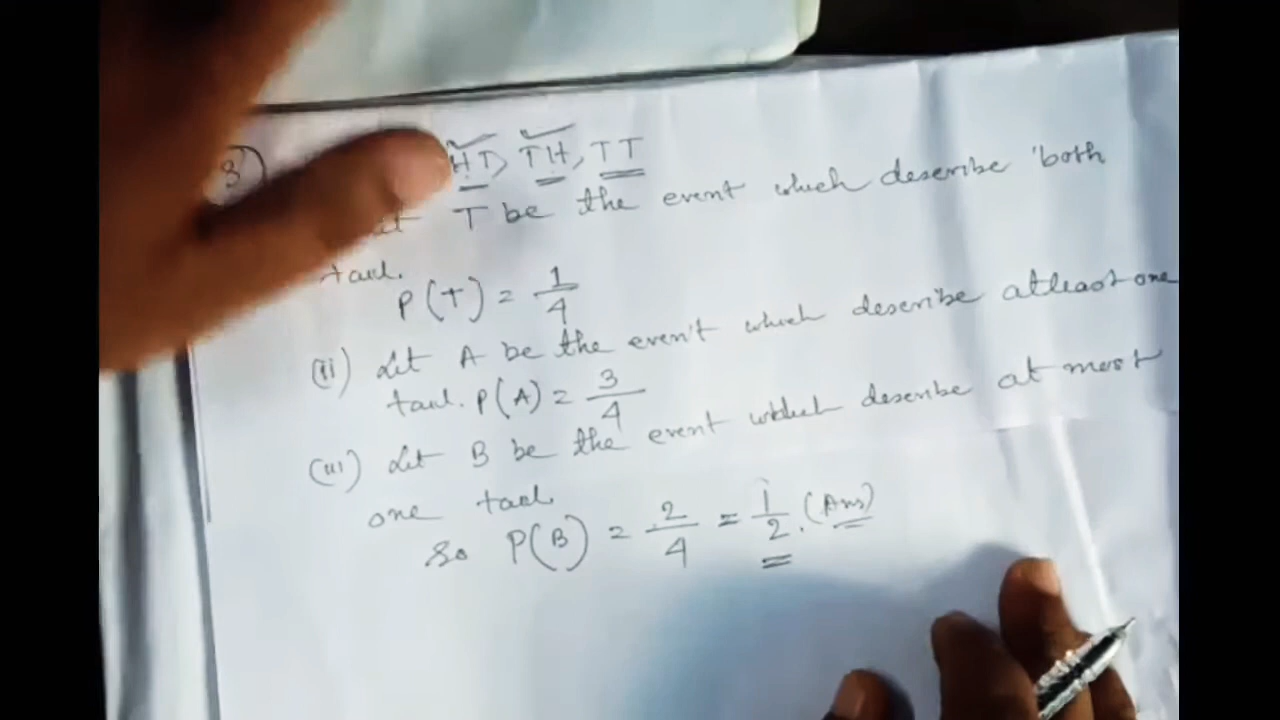 3)
HT, TH, TT
T be the event which describe 'both
tail.
P(T) = 1/4
(ii) Let A be the event which describe atleast one
tail. P(A) = 3/4
(iii) Let B be the event which describe at most
one tail.
So P(B) = 2/4 = 1/2. (Ans)